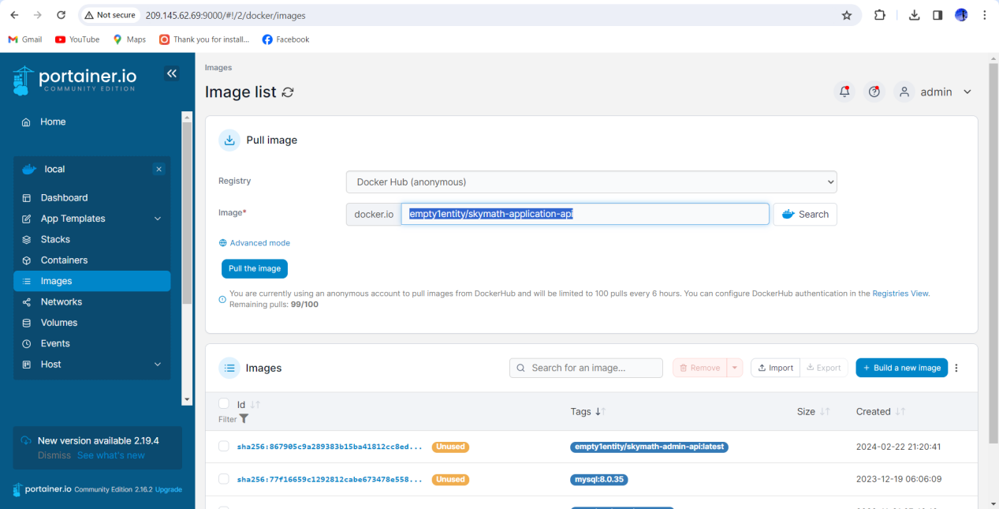 Not secure 209.145.62.69:9000/#!/2/docker/images
Gmail YouTube Maps Thank you for install... Facebook
portainer.io
COMMUNITY EDITION
Home
local
Dashboard
App Templates
Stacks
Containers
Images
Networks
Volumes
Events
Host
New version available 2.19.4
Dismiss See what's new
portainer.io Community Edition 2.16.2 Upgrade
Images
Image list
admin
Pull image
Registry Docker Hub (anonymous)
Image* docker.io empty1entity/skymath-application-api Search
Advanced mode
Pull the image
You are currently using an anonymous account to pull images from DockerHub and will be limited to 100 pulls every 6 hours. You can configure DockerHub authentication in the Registries View.
Remaining pulls: 99/100
Images Search for an image... Remove Import Export + Build a new image
Id Tags Size Created
Filter
sha256:867905c9a289383b15ba41812cc8ed... Unused empty1entity/skymath-admin-api:latest 2024-02-22 21:20:41
sha256:77f16659c1292812cabe673478e558... Unused mysql:8.0.35 2023-12-19 06:06:09